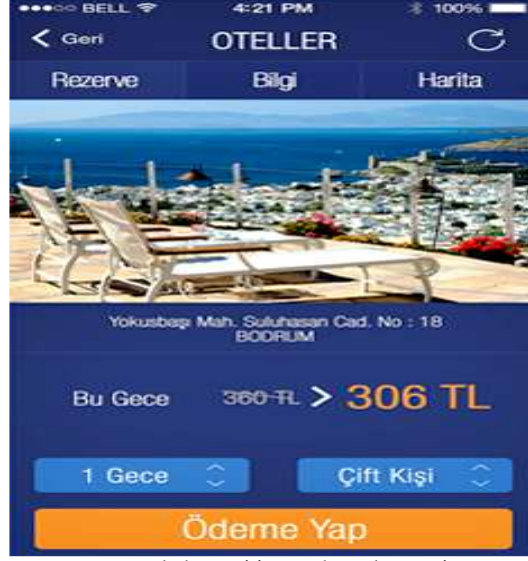 BELL 4:21 PM 100%
Geri OTELLER
Rezerve Bilgi Harita
Yokusbaşı Mah. Suluhasan Cad. No : 18
BODRUM
Bu Gece 360 TL > 306 TL
1 Gece Çift Kişi
Ödeme Yap